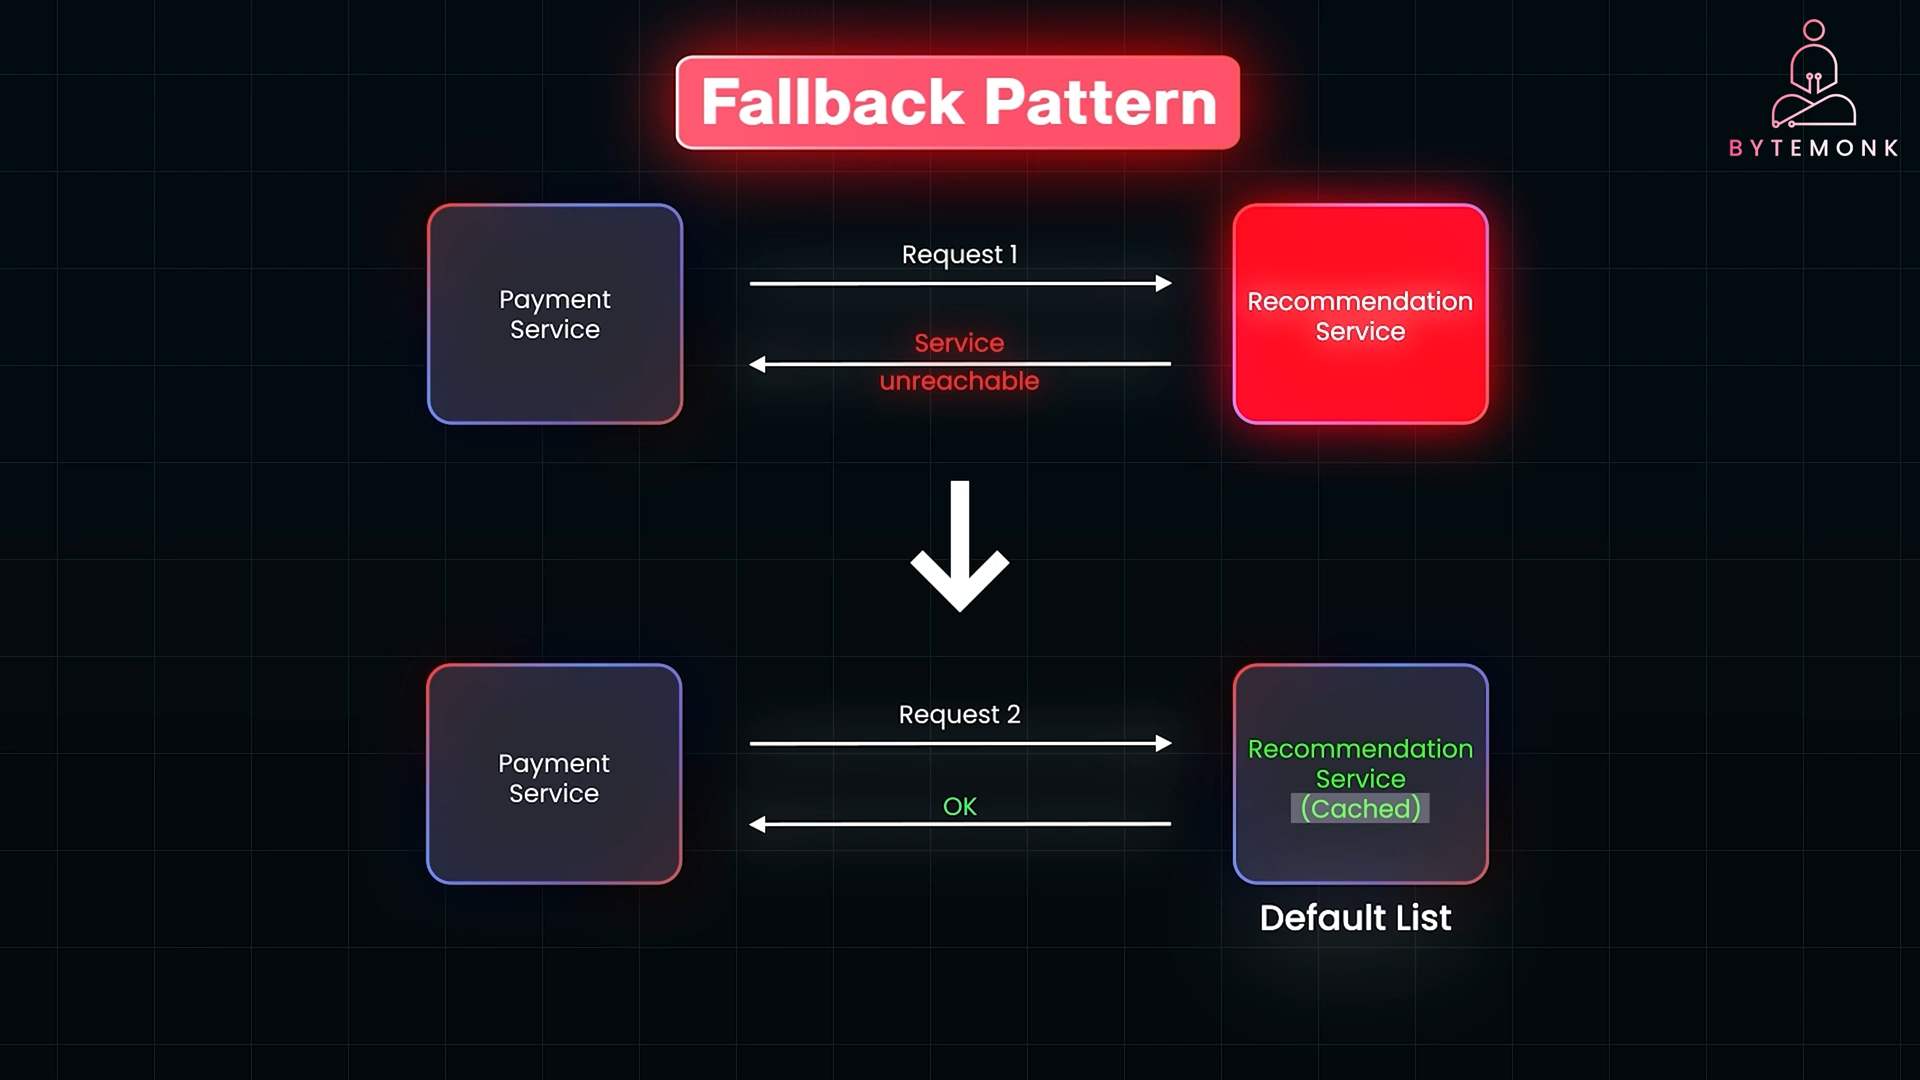 Fallback Pattern
BYTEMONK
Payment
Service
Request 1
Service
unreachable
Recommendation
Service
Payment
Service
Request 2
OK
Recommendation
Service
(Cached)
Default List